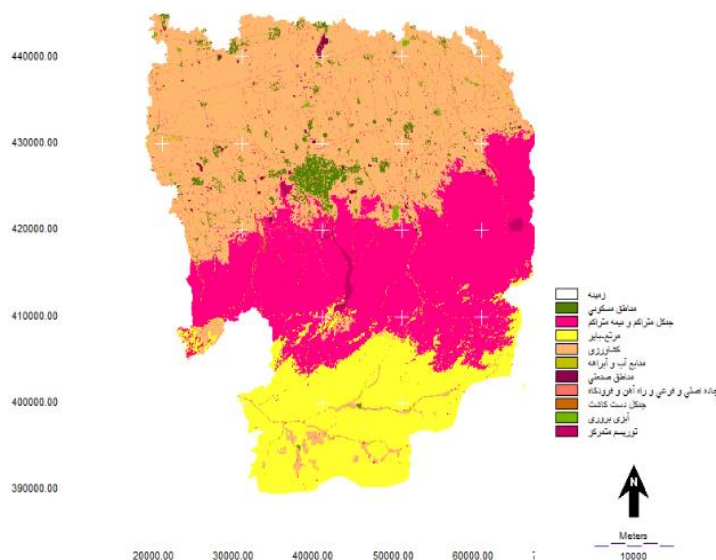 440000.00
430000.00
420000.00
410000.00
400000.00
390000.00
زمینه
مناطق مسکونی
جنگل متراکم و نیمه متراکم
مرتع-بایر
کشاورزی
منابع آب و آبراهه
مناطق صنعتی
جاده اصلی و فرعی و راه آهن و فرودگاه
جنگل دست کاشت
آبزی پروری
توریسم متمرکز
N
Meters
10000
20000.00 30000.00 40000.00 50000.00 60000.00 7